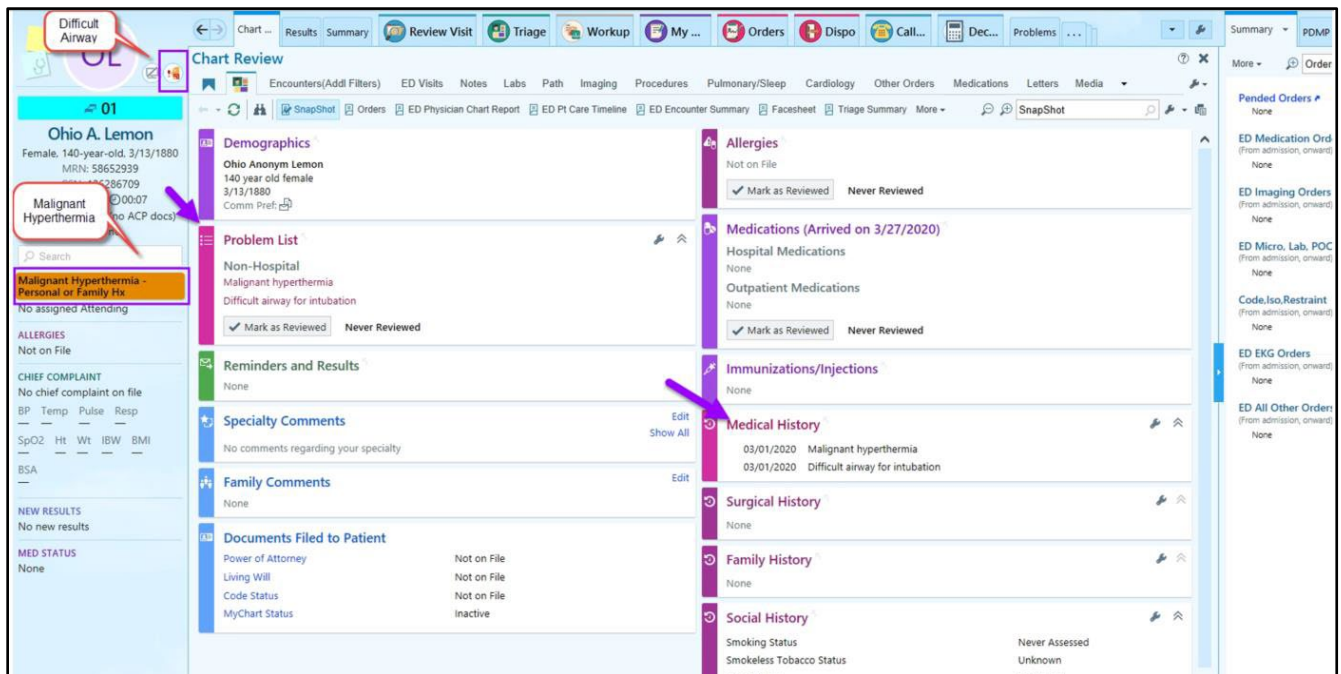 Difficult
Airway
OL
01
Ohio A. Lemon
Female, 140-year-old, 3/13/1880
MRN: 58652939
286709
00:07
no ACP docs)
Malignant
Hyperthermia
Search
Malignant Hyperthermia -
Personal or Family Hx
No assigned Attending
ALLERGIES
Not on File
CHIEF COMPLAINT
No chief complaint on file
BP Temp Pulse Resp
— — — —
SpO2 Ht Wt IBW BMI
— — — — —
BSA
—
NEW RESULTS
No new results
MED STATUS
None
Chart ... Results Summary Review Visit Triage Workup My ... Orders Dispo Call... Dec... Problems ...
Chart Review
Encounters(Addl Filters) ED Visits Notes Labs Path Imaging Procedures Pulmonary/Sleep Cardiology Other Orders Medications Letters Media
SnapShot Orders ED Physician Chart Report ED Pt Care Timeline ED Encounter Summary Facesheet Triage Summary More SnapShot
Demographics
Ohio Anonym Lemon
140 year old female
3/13/1880
Comm Pref:
Problem List
Non-Hospital
Malignant hyperthermia
Difficult airway for intubation
Mark as Reviewed Never Reviewed
Reminders and Results
None
Specialty Comments Edit
Show All
No comments regarding your specialty
Family Comments Edit
None
Documents Filed to Patient
Power of Attorney Not on File
Living Will Not on File
Code Status Not on File
MyChart Status Inactive
Allergies
Not on File
Mark as Reviewed Never Reviewed
Medications (Arrived on 3/27/2020)
Hospital Medications
None
Outpatient Medications
None
Mark as Reviewed Never Reviewed
Immunizations/Injections
None
Medical History
03/01/2020 Malignant hyperthermia
03/01/2020 Difficult airway for intubation
Surgical History
None
Family History
None
Social History
Smoking Status Never Assessed
Smokeless Tobacco Status Unknown
Summary PDMP
More Order
Pended Orders
None
ED Medication Ord
(From admission, onward)
None
ED Imaging Orders
(From admission, onward)
None
ED Micro, Lab, POC
(From admission, onward)
None
Code,Iso,Restraint
(From admission, onward)
None
ED EKG Orders
(From admission, onward)
None
ED All Other Orders
(From admission, onward)
None